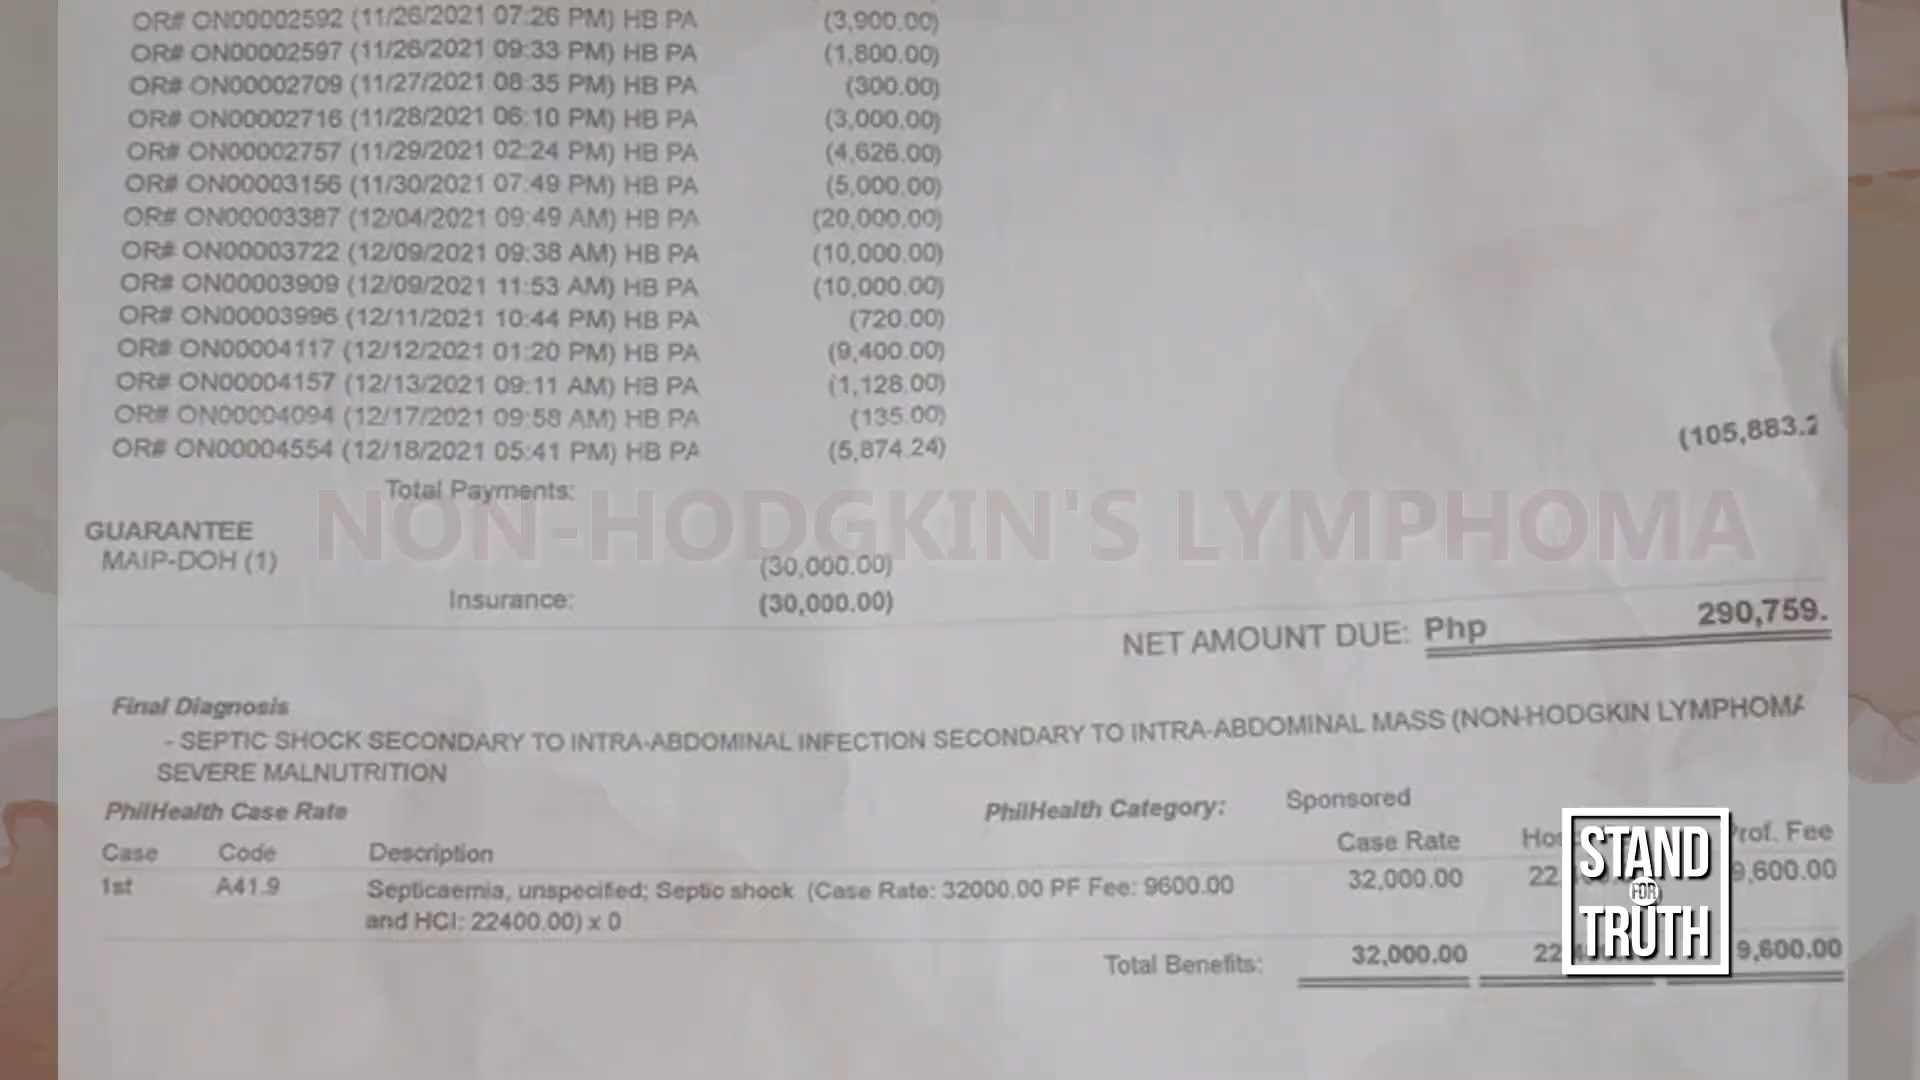 OR# ON00002592 (11/26/2021 07:26 PM) HB PA (3,900.00)
OR# ON00002597 (11/26/2021 09:33 PM) HB PA (1,800.00)
OR# ON00002709 (11/27/2021 08:35 PM) HB PA (300.00)
OR# ON00002716 (11/28/2021 06:10 PM) HB PA (3,000.00)
OR# ON00002757 (11/29/2021 02:24 PM) HB PA (4,626.00)
OR# ON00003156 (11/30/2021 07:49 PM) HB PA (5,000.00)
OR# ON00003387 (12/04/2021 09:49 AM) HB PA (20,000.00)
OR# ON00003722 (12/09/2021 09:38 AM) HB PA (10,000.00)
OR# ON00003909 (12/09/2021 11:53 AM) HB PA (10,000.00)
OR# ON00003996 (12/11/2021 10:44 PM) HB PA (720.00)
OR# ON00004117 (12/12/2021 01:20 PM) HB PA (9,400.00)
OR# ON00004157 (12/13/2021 09:11 AM) HB PA (1,128.00)
OR# ON00004094 (12/17/2021 09:58 AM) HB PA (135.00)
OR# ON00004554 (12/18/2021 05:41 PM) HB PA (5,874.24)
(105,883.2
Total Payments:
NON-HODGKIN'S LYMPHOMA
GUARANTEE
MAIP-DOH (1) (30,000.00)
Insurance: (30,000.00)
NET AMOUNT DUE: Php 290,759.
Final Diagnosis
- SEPTIC SHOCK SECONDARY TO INTRA-ABDOMINAL INFECTION SECONDARY TO INTRA-ABDOMINAL MASS (NON-HODGKIN LYMPHOMA
SEVERE MALNUTRITION
PhilHealth Case Rate PhilHealth Category: Sponsored
Case Code Description Case Rate Prof. Fee
1st A41.9 Septicaemia, unspecified; Septic shock (Case Rate: 32000.00 PF Fee: 9600.00 32,000.00 22 9,600.00
and HCI: 22400.00) x 0
Total Benefits: 32,000.00 22 9,600.00
STAND
FOR
TRUTH